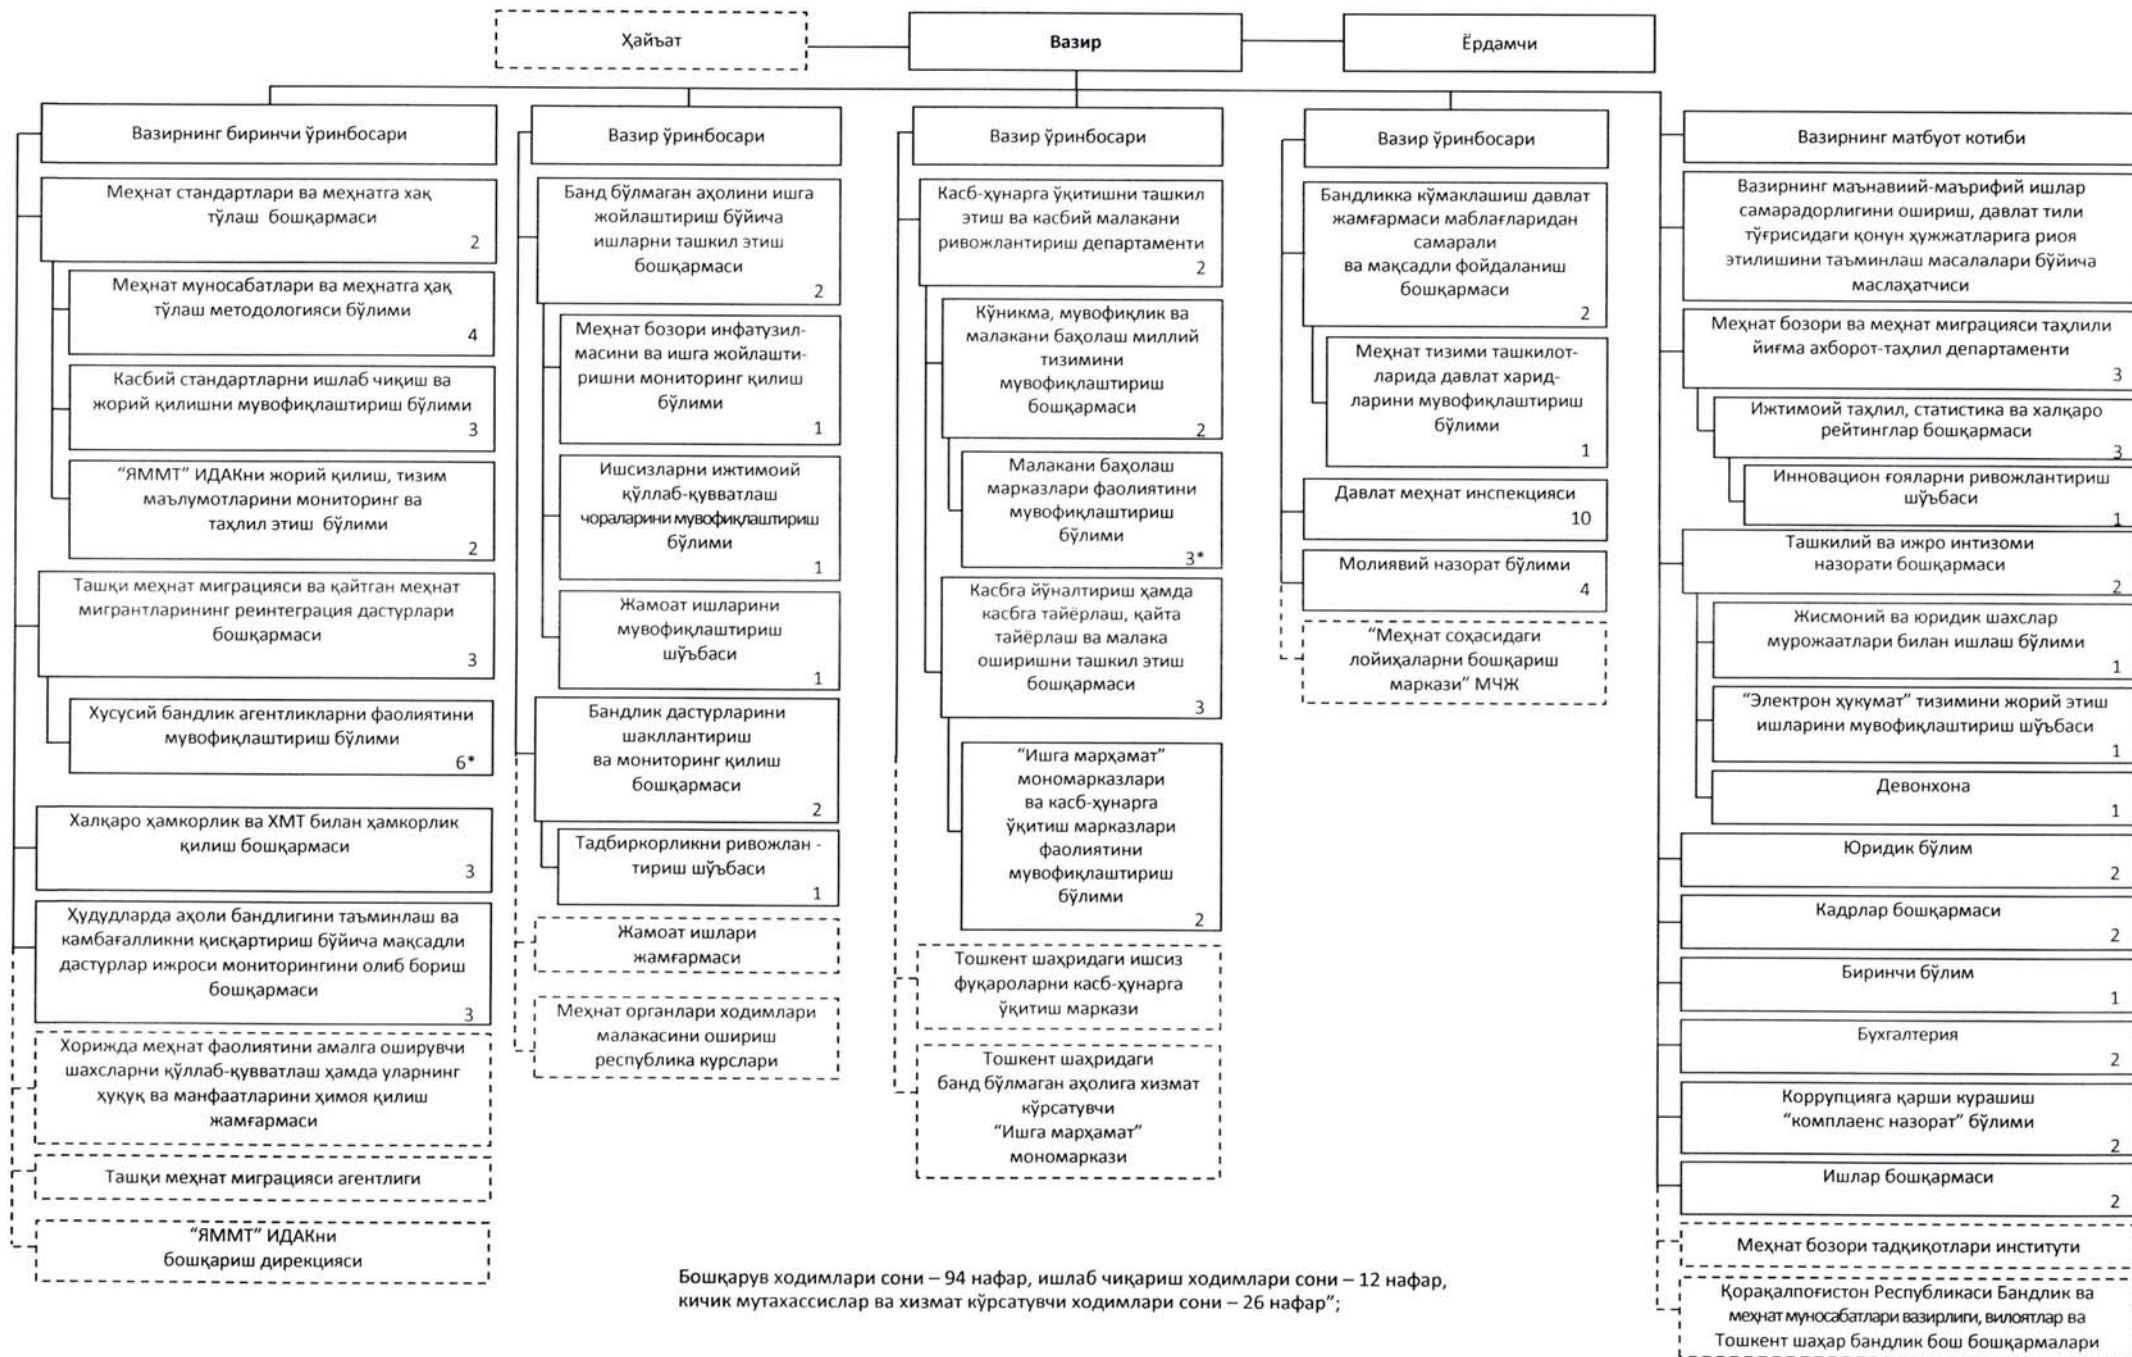 Ҳайъат
Вазир
Ёрдамчи
Вазирнинг биринчи ўринбосари
Меҳнат стандартлари ва меҳнатга хақ
тўлаш бошқармаси
2
Меҳнат муносабатлари ва меҳнатга ҳақ
тўлаш методологияси бўлими
4
Касбий стандартларни ишлаб чиқиш ва
жорий қилишни мувофиқлаштириш бўлими
3
“ЯММТ” ИДАКни жорий қилиш, тизим
маълумотларини мониторинг ва
таҳлил этиш бўлими
2
Ташқи меҳнат миграцияси ва қайтган меҳнат
мигрантларининг реинтеграция дастурлари
бошқармаси
3
Хусусий бандлик агентликларни фаолиятини
мувофиқлаштириш бўлими
6*
Халқаро ҳамкорлик ва ХМТ билан ҳамкорлик
қилиш бошқармаси
3
Ҳудудларда аҳоли бандлигини таъминлаш ва
камбағалликни қисқартириш бўйича мақсадли
дастурлар ижроси мониторингини олиб бориш
бошқармаси
3
Хорижда меҳнат фаолиятини амалга оширувчи
шахсларни қўллаб-қувватлаш ҳамда уларнинг
ҳуқуқ ва манфаатларини ҳимоя қилиш
жамғармаси
Ташқи меҳнат миграцияси агентлиги
“ЯММТ” ИДАКни
бошқариш дирекцияси
Вазир ўринбосари
Банд бўлмаган аҳолини ишга
жойлаштириш бўйича
ишларни ташкил этиш
бошқармаси
2
Меҳнат бозори инфатузил-
масини ва ишга жойлашти-
ришни мониторинг қилиш
бўлими
1
Ишсизларни ижтимоий
қўллаб-қувватлаш
чораларини мувофиқлаштириш
бўлими
1
Жамоат ишларини
мувофиқлаштириш
шўъбаси
1
Бандлик дастурларини
шакллантириш
ва мониторинг қилиш
бошқармаси
2
Тадбиркорликни ривожлан -
тириш шўъбаси
1
Жамоат ишлари
жамғармаси
Меҳнат органлари ходимлари
малакасини ошириш
республика курслари
Вазир ўринбосари
Касб-ҳунарга ўқитишни ташкил
этиш ва касбий малакани
ривожлантириш департаменти
2
Кўникма, мувофиқлик ва
малакани баҳолаш миллий
тизимини
мувофиқлаштириш
бошқармаси
2
Малакани баҳолаш
марказлари фаолиятини
мувофиқлаштириш
бўлими
3*
Касбга йўналтириш ҳамда
касбга тайёрлаш, қайта
тайёрлаш ва малака
оширишни ташкил этиш
бошқармаси
3
“Ишга марҳамат”
мономарказлари
ва касб-ҳунарга
ўқитиш марказлари
фаолиятини
мувофиқлаштириш
бўлими
2
Тошкент шаҳридаги ишсиз
фуқароларни касб-ҳунарга
ўқитиш маркази
Тошкент шаҳридаги
банд бўлмаган аҳолига хизмат
кўрсатувчи
“Ишга марҳамат”
мономаркази
Вазир ўринбосари
Бандликка кўмаклашиш давлат
жамғармаси маблағларидан
самарали
ва мақсадли фойдаланиш
бошқармаси
2
Меҳнат тизими ташкилот-
ларида давлат харид-
ларини мувофиқлаштириш
бўлими
1
Давлат меҳнат инспекцияси
10
Молиявий назорат бўлими
4
“Меҳнат соҳасидаги
лойиҳаларни бошқариш
маркази” МЧЖ
Вазирнинг матбуот котиби
Вазирнинг маънавиий-маърифий ишлар
самарадорлигини ошириш, давлат тили
тўғрисидаги қонун ҳужжатларига риоя
этилишини таъминлаш масалалари бўйича
маслаҳатчиси
Меҳнат бозори ва меҳнат миграцияси таҳлили
йиғма ахборот-таҳлил департаменти
3
Ижтимоий таҳлил, статистика ва халқаро
рейтинглар бошқармаси
3
Инновацион ғояларни ривожлантириш
шўъбаси
1
Ташкилий ва ижро интизоми
назорати бошқармаси
2
Жисмоний ва юридик шахслар
мурожаатлари билан ишлаш бўлими
1
“Электрон ҳукумат” тизимини жорий этиш
ишларини мувофиқлаштириш шўъбаси
1
Девонхона
1
Юридик бўлим
2
Кадрлар бошқармаси
2
Биринчи бўлим
1
Бухгалтерия
2
Коррупцияга қарши курашиш
“комплаенс назорат” бўлими
2
Ишлар бошқармаси
2
Меҳнат бозори тадқиқотлари институти
Қорақалпоғистон Республикаси Бандлик ва
меҳнат муносабатлари вазирлиги, вилоятлар ва
Тошкент шаҳар бандлик бош бошқармалари
Бошқарув ходимлари сони – 94 нафар, ишлаб чиқариш ходимлари сони – 12 нафар,
кичик мутахассислар ва хизмат кўрсатувчи ходимлари сони – 26 нафар”;